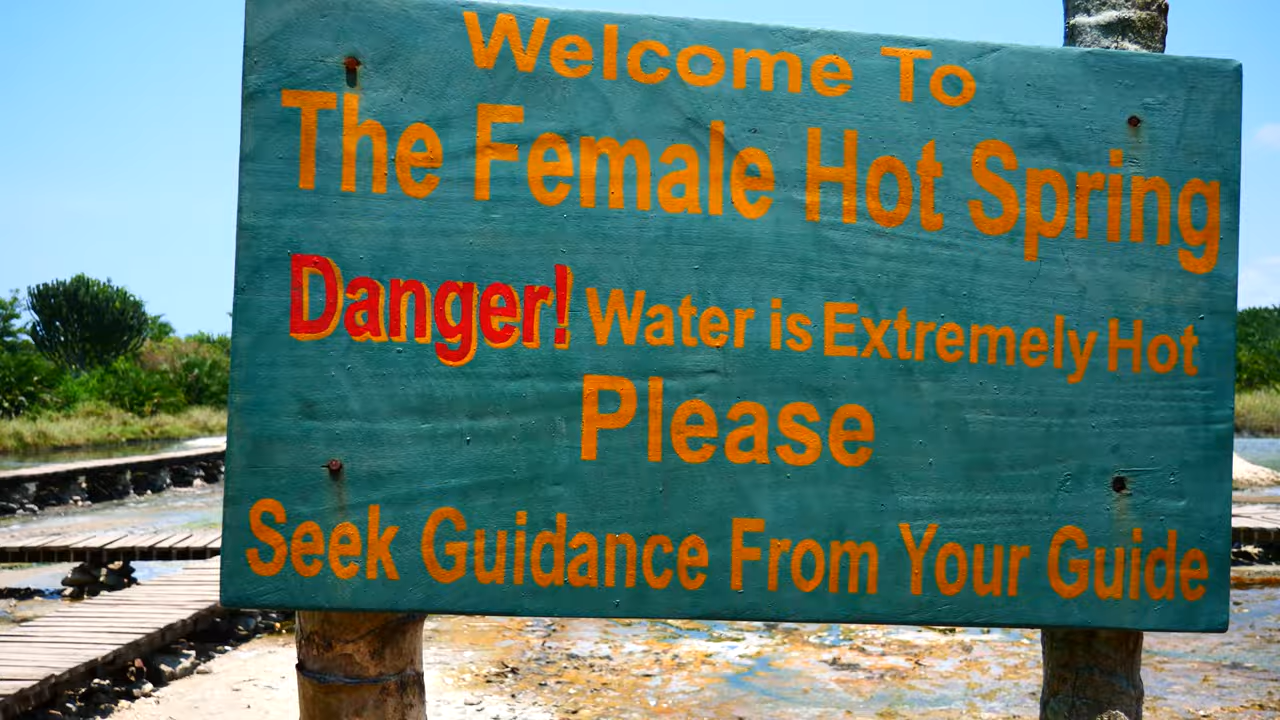 Welcome To
The Female Hot Spring
Danger! Water is Extremely Hot
Please
Seek Guidance From Your Guide